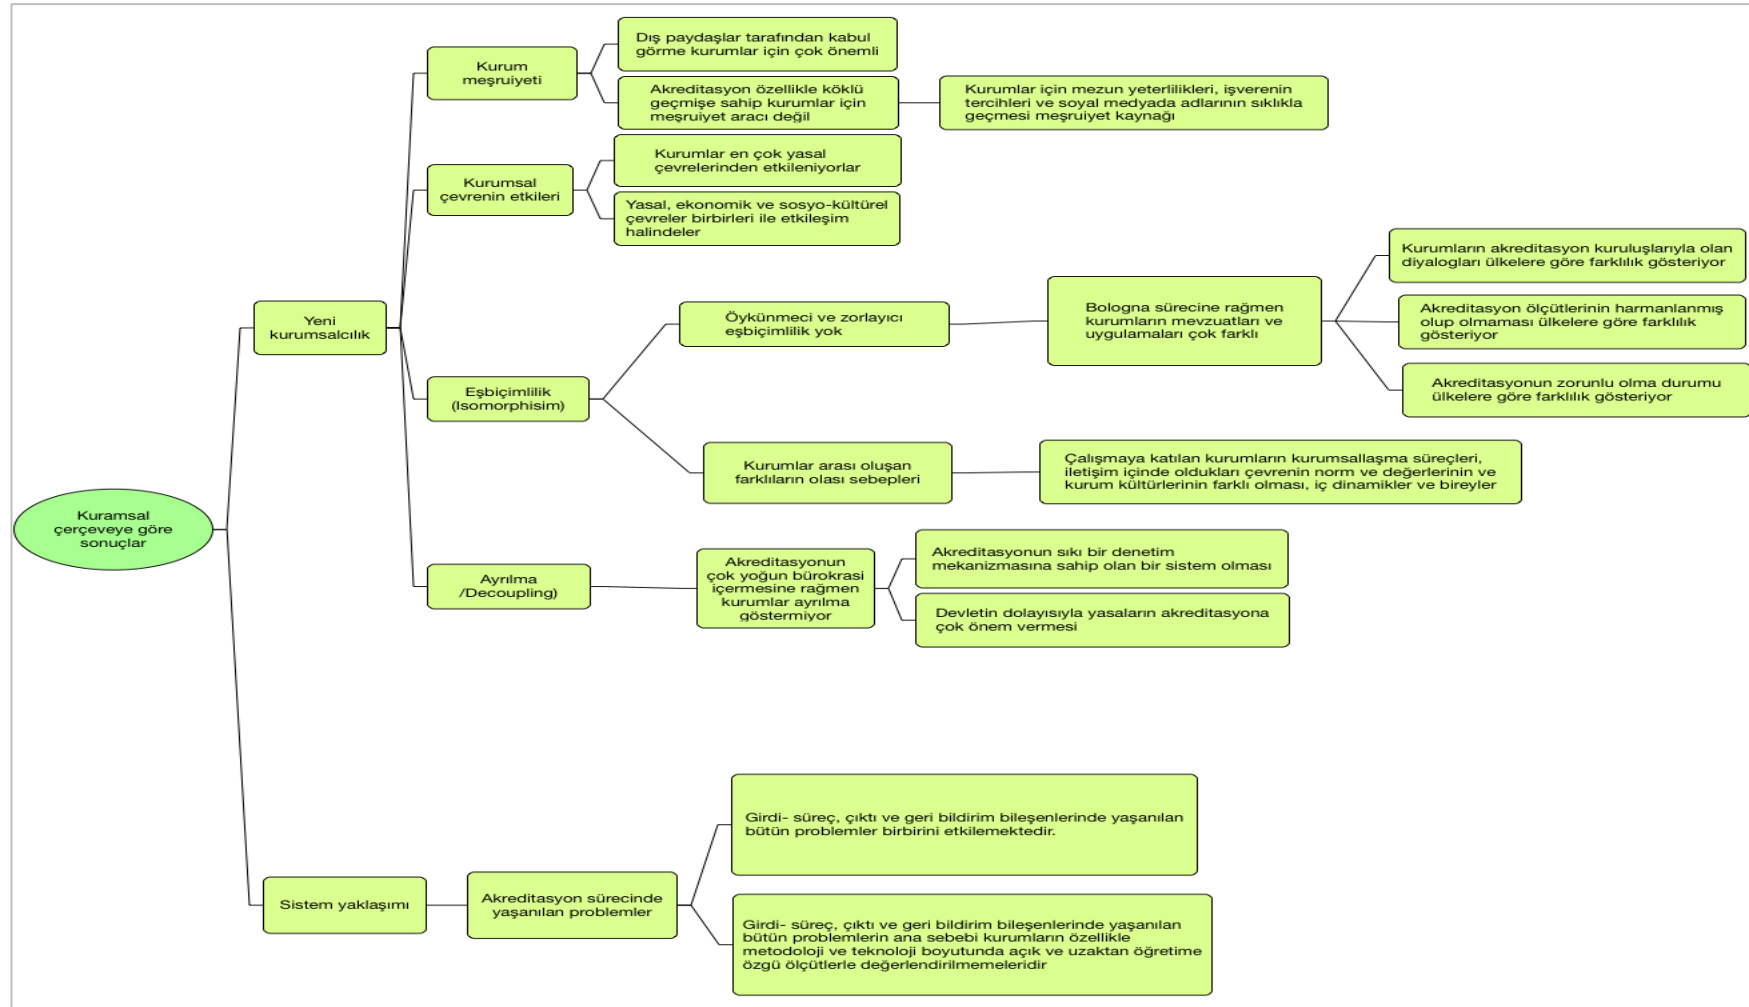 Kuramsal
çerçeveye göre
sonuçlar
Yeni
kurumsalcılık
Kurum
meşruiyeti
Dış paydaşlar tarafından kabul
görme kurumlar için çok önemli
Akreditasyon özellikle köklü
geçmişe sahip kurumlar için
meşruiyet aracı değil
Kurumlar için mezun yeterlilikleri, işverenin
tercihleri ve soyal medyada adlarının sıklıkla
geçmesi meşruiyet kaynağı
Kurumsal
çevrenin etkileri
Kurumlar en çok yasal
çevrelerinden etkileniyorlar
Yasal, ekonomik ve sosyo-kültürel
çevreler birbirleri ile etkileşim
halindeler
Eşbiçimlilik
(Isomorphisim)
Öykünmeci ve zorlayıcı
eşbiçimlilik yok
Bologna sürecine rağmen
kurumların mevzuatları ve
uygulamaları çok farklı
Kurumların akreditasyon kuruluşlarıyla olan
diyalogları ülkelere göre farklılık gösteriyor
Akreditasyon ölçütlerinin harmanlanmış
olup olmaması ülkelere göre farklılık
gösteriyor
Akreditasyonun zorunlu olma durumu
ülkelere göre farklılık gösteriyor
Kurumlar arası oluşan
farklıların olası sebepleri
Çalışmaya katılan kurumların kurumsallaşma süreçleri,
iletişim içinde oldukları çevrenin norm ve değerlerinin ve
kurum kültürlerinin farklı olması, iç dinamikler ve bireyler
Ayrılma
/Decoupling)
Akreditasyonun
çok yoğun bürokrasi
içermesine rağmen
kurumlar ayrılma
göstermiyor
Akreditasyonun sıkı bir denetim
mekanizmasına sahip olan bir sistem olması
Devletin dolayısıyla yasaların akreditasyona
çok önem vermesi
Sistem yaklaşımı
Akreditasyon sürecinde
yaşanılan problemler
Girdi- süreç, çıktı ve geri bildirim bileşenlerinde yaşanılan
bütün problemler birbirini etkilemektedir.
Girdi- süreç, çıktı ve geri bildirim bileşenlerinde yaşanılan
bütün problemlerin ana sebebi kurumların özellikle
metodoloji ve teknoloji boyutunda açık ve uzaktan öğretime
özgü ölçütlerle değerlendirilmemeleridir